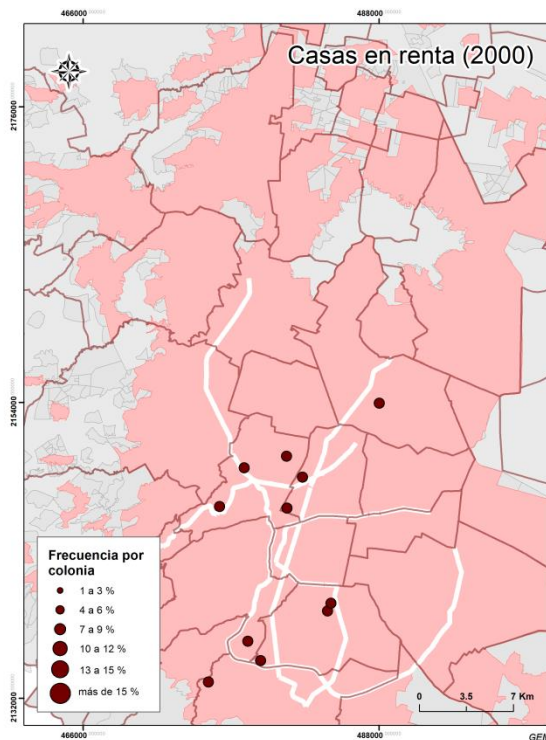 466000
488000
Casas en renta (2000)
2176000
2154000
2132000
Frecuencia por
colonia
1 a 3 %
4 a 6 %
7 a 9 %
10 a 12 %
13 a 15 %
más de 15 %
0 3.5 7 Km
466000
488000